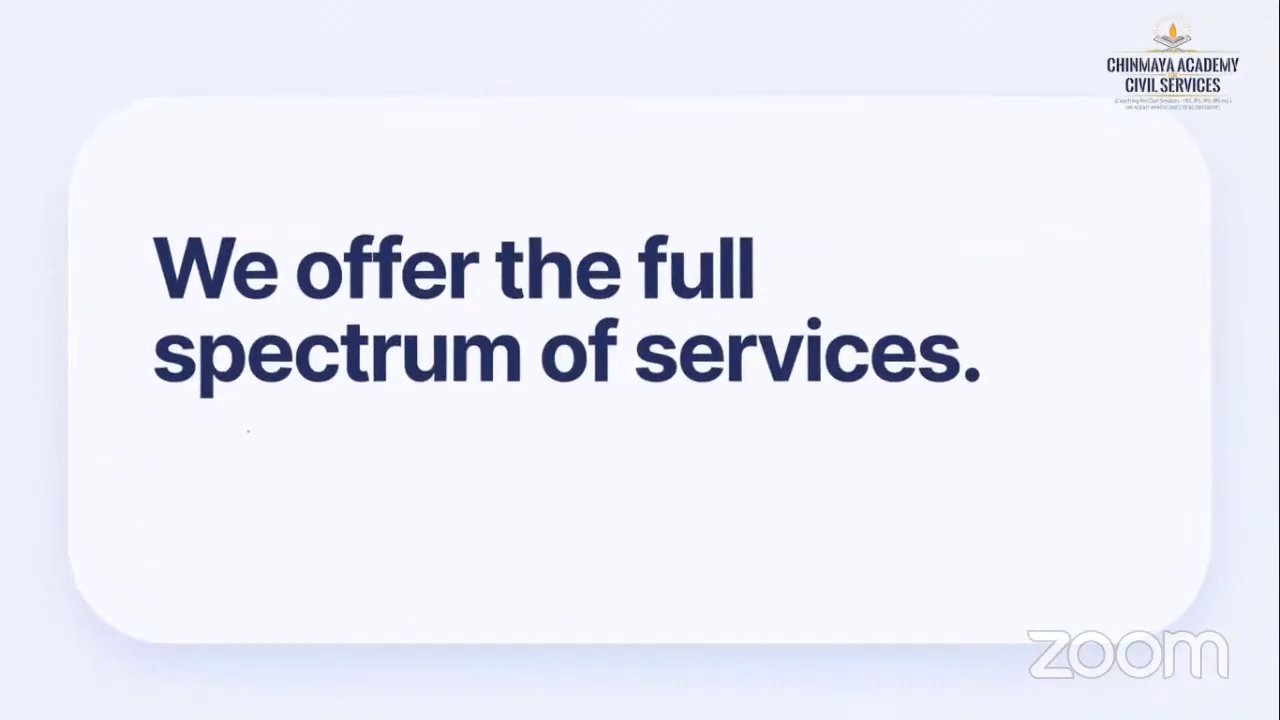 CHINMAYA ACADEMY
CIVIL SERVICES
We offer the full
spectrum of services.
zoom